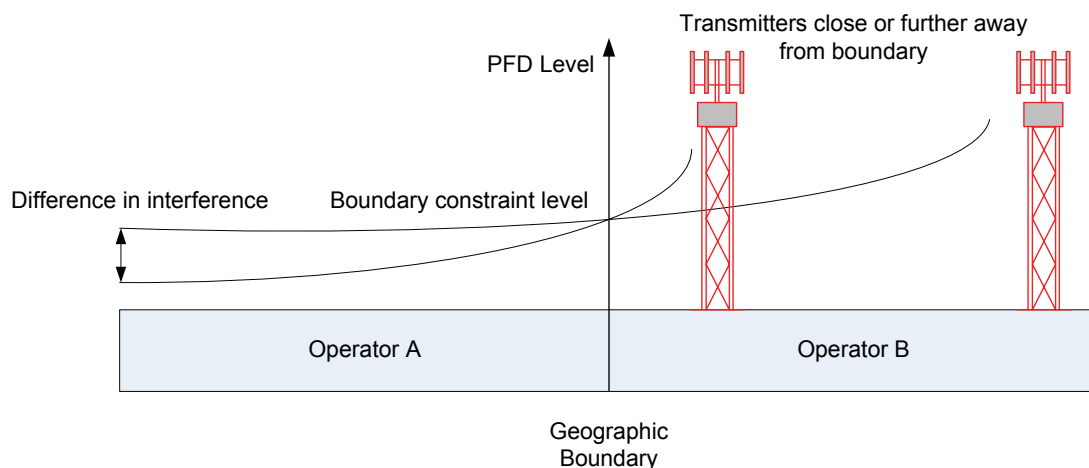 Transmitters close or further away
from boundary
PFD Level
Difference in interference
Boundary constraint level
Operator A
Operator B
Geographic
Boundary